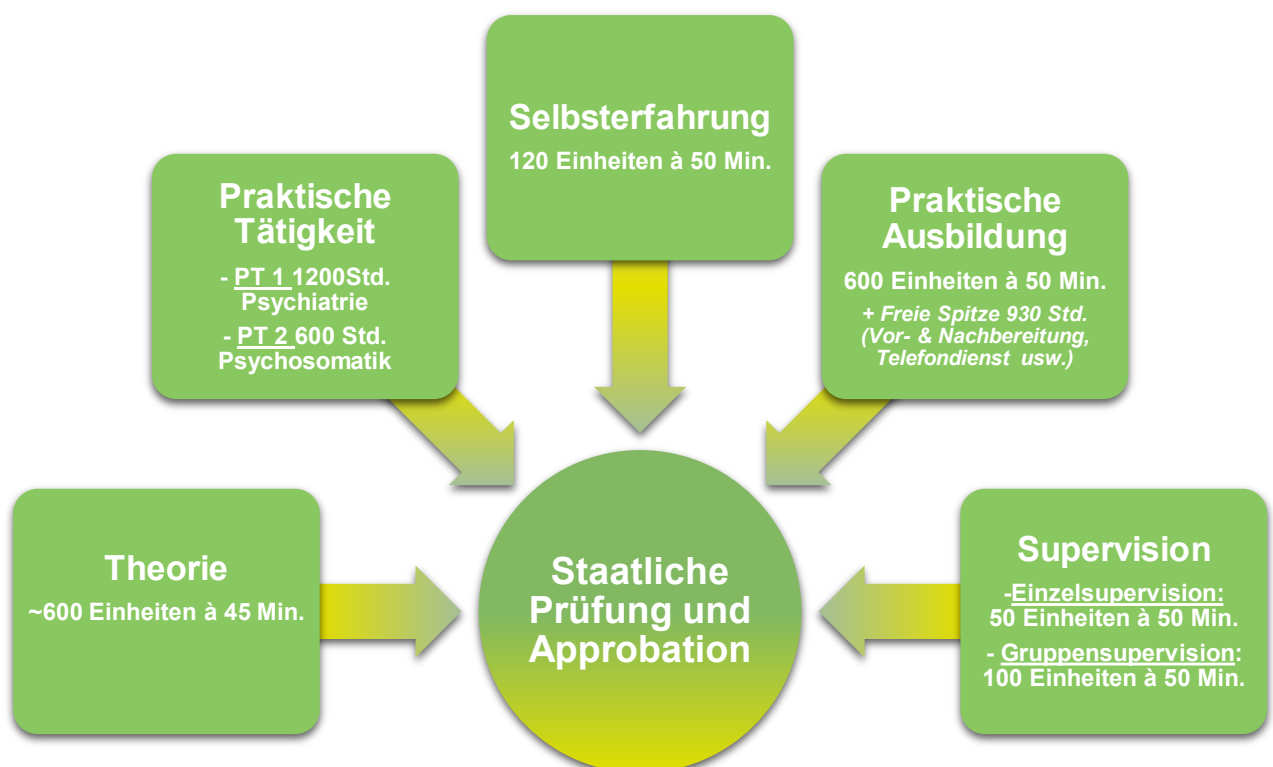 Selbsterfahrung
120 Einheiten à 50 Min.
Praktische
Tätigkeit
- PT 1 1200Std.
Psychiatrie
- PT 2 600 Std.
Psychosomatik
Praktische
Ausbildung
600 Einheiten à 50 Min.
+ Freie Spitze 930 Std.
(Vor- & Nachbereitung,
Telefondienst usw.)
Theorie
~600 Einheiten à 45 Min.
Staatliche
Prüfung und
Approbation
Supervision
-Einzelsupervision:
50 Einheiten à 50 Min.
- Gruppensupervision:
100 Einheiten à 50 Min.